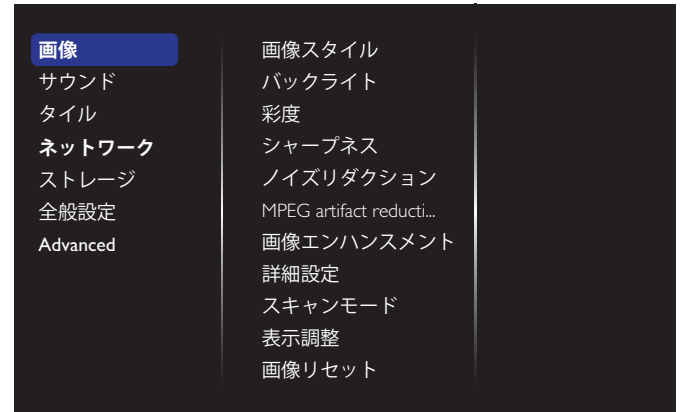 画像
サウンド
タイル
ネットワーク
ストレージ
全般設定
Advanced
画像スタイル
バックライト
彩度
シャープネス
ノイズリダクション
MPEG artifact reducti...
画像エンハンスメント
詳細設定
スキャンモード
表示調整
画像リセット